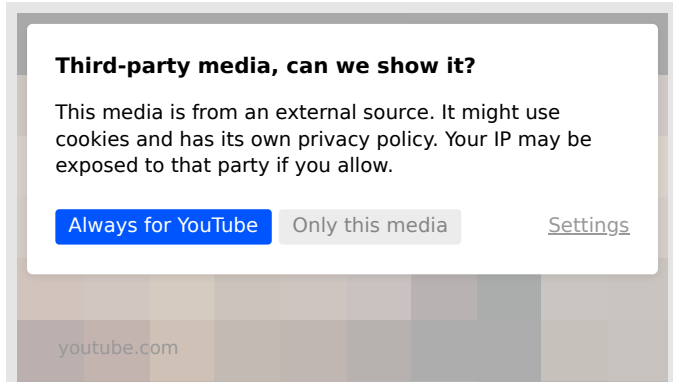 Third-party media, can we show it?
This media is from an external source. It might use
cookies and has its own privacy policy. Your IP may be
exposed to that party if you allow.
Always for YouTube Only this media Settings
youtube.com